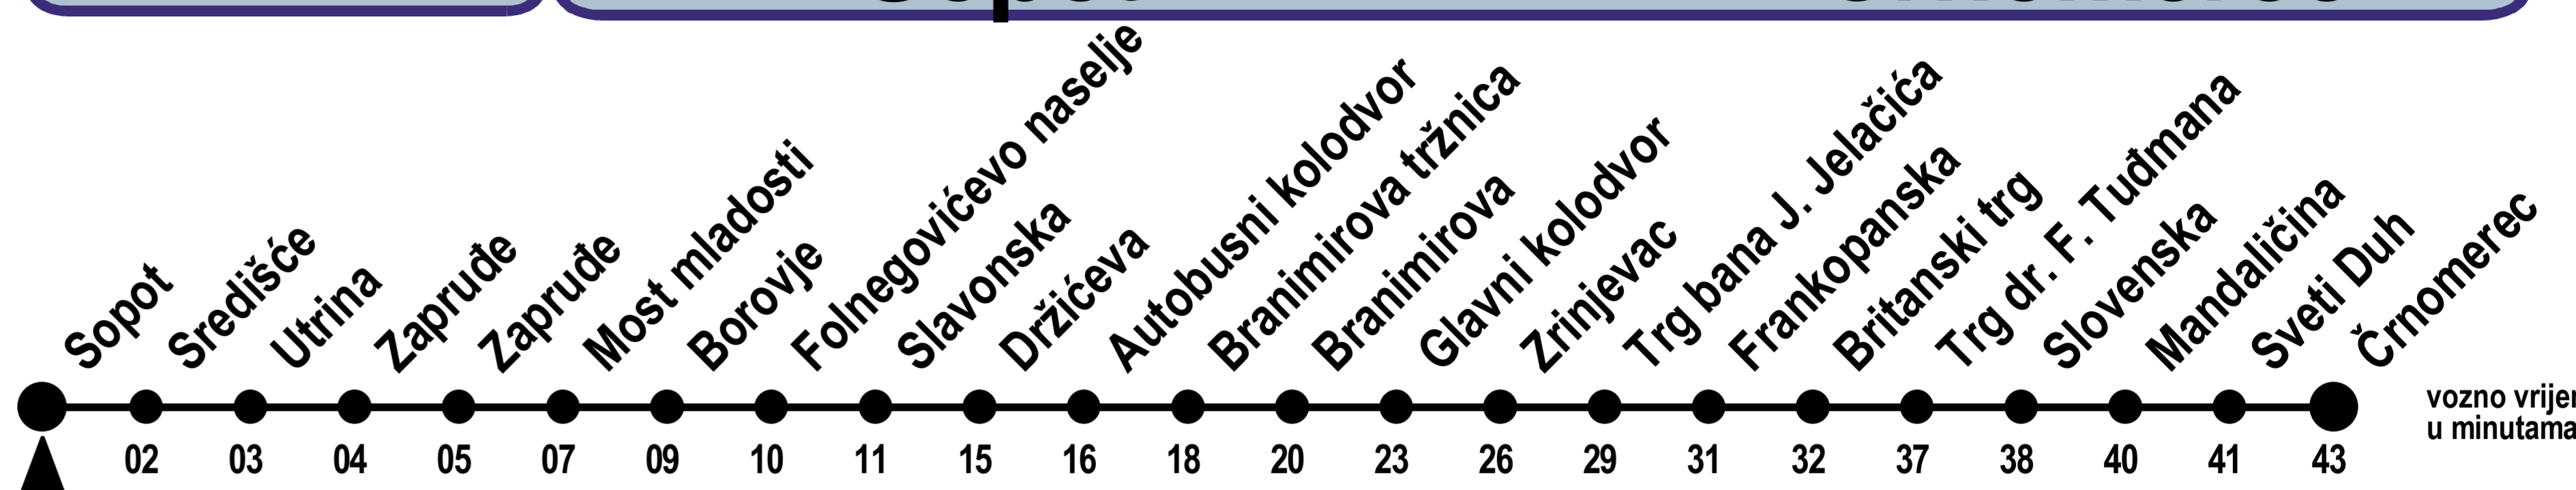 Sopot
Središće
Utrina
Zapruđe
Zapruđe
Most mladosti
Borovje
Folnegovićevo naselje
Slavonska
Držićeva
Autobusni kolodvor
Branimirova tržnica
Branimirova
Glavni kolodvor
Zrinjevac
Trg bana J. Jelačića
Frankopanska
Britanski trg
Trg dr. F. Tuđmana
Slovenska
Mandaličina
Sveti Duh
Črnomerec
vozno
u minutama
02 03 04 05 07 09 10 11 15 16 18 20 23 26 29 31 32 37 38 40 41 43